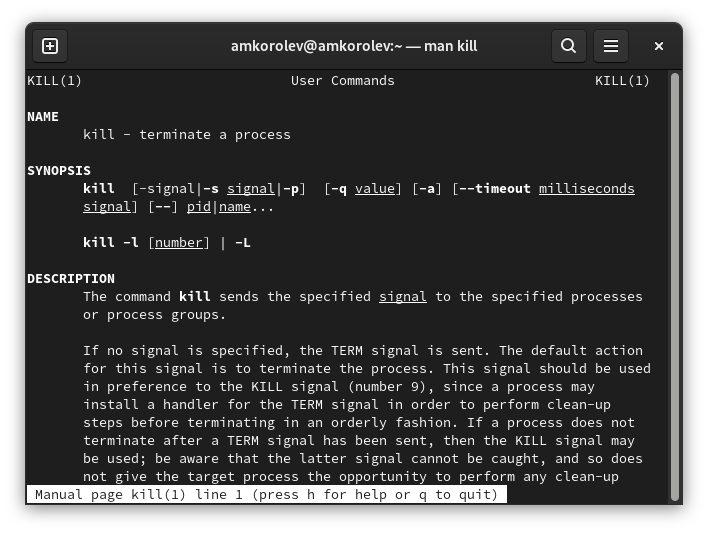 amkorolev@amkorolev:~ — man kill
KILL(1) User Commands KILL(1)
NAME
kill - terminate a process
SYNOPSIS
kill [-signal|-s signal|-p] [-q value] [-a] [--timeout milliseconds
signal] [--] pid|name...
kill -l [number] | -L
DESCRIPTION
The command kill sends the specified signal to the specified processes
or process groups.
If no signal is specified, the TERM signal is sent. The default action
for this signal is to terminate the process. This signal should be used
in preference to the KILL signal (number 9), since a process may
install a handler for the TERM signal in order to perform clean-up
steps before terminating in an orderly fashion. If a process does not
terminate after a TERM signal has been sent, then the KILL signal may
be used; be aware that the latter signal cannot be caught, and so does
not give the target process the opportunity to perform any clean-up
Manual page kill(1) line 1 (press h for help or q to quit)